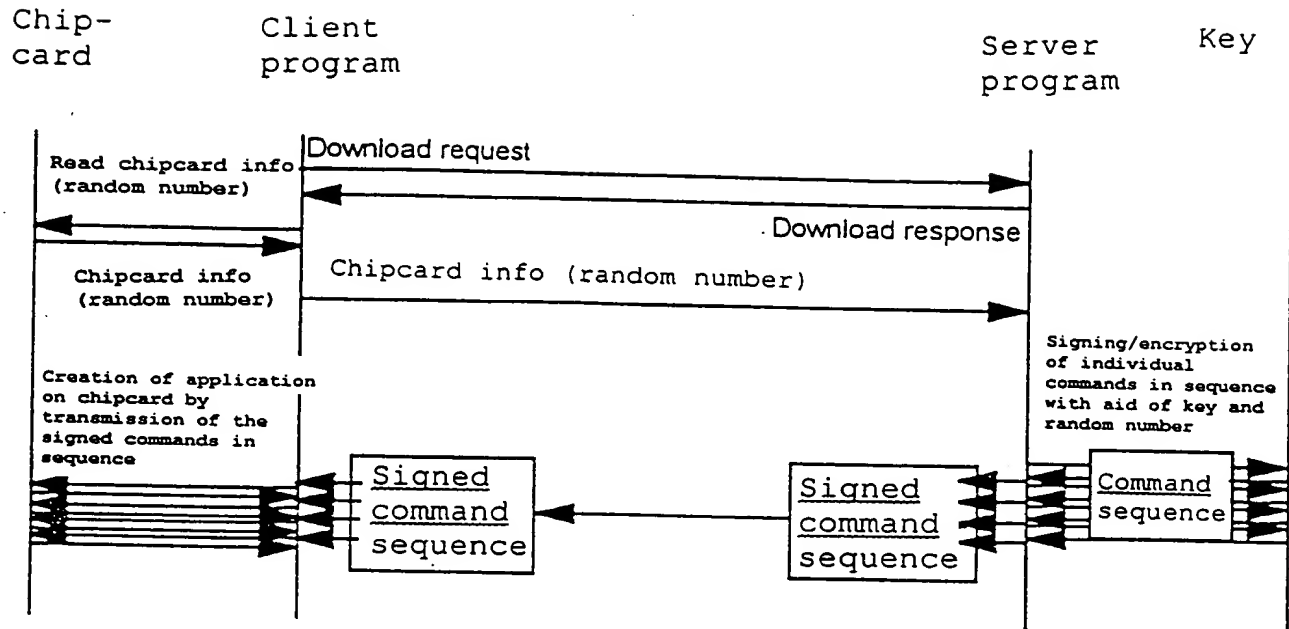 Chip-
card
Client
program
Server
program
Key
Download request
Read chipcard info
(random number)
Download response
Chipcard info
(random number)
Chipcard info (random number)
Signing/encryption
of individual
commands in sequence
with aid of key and
random number
Creation of application
on chipcard by
transmission of the
signed commands in
sequence
Signed
command
sequence
Signed
command
sequence
Command
sequence